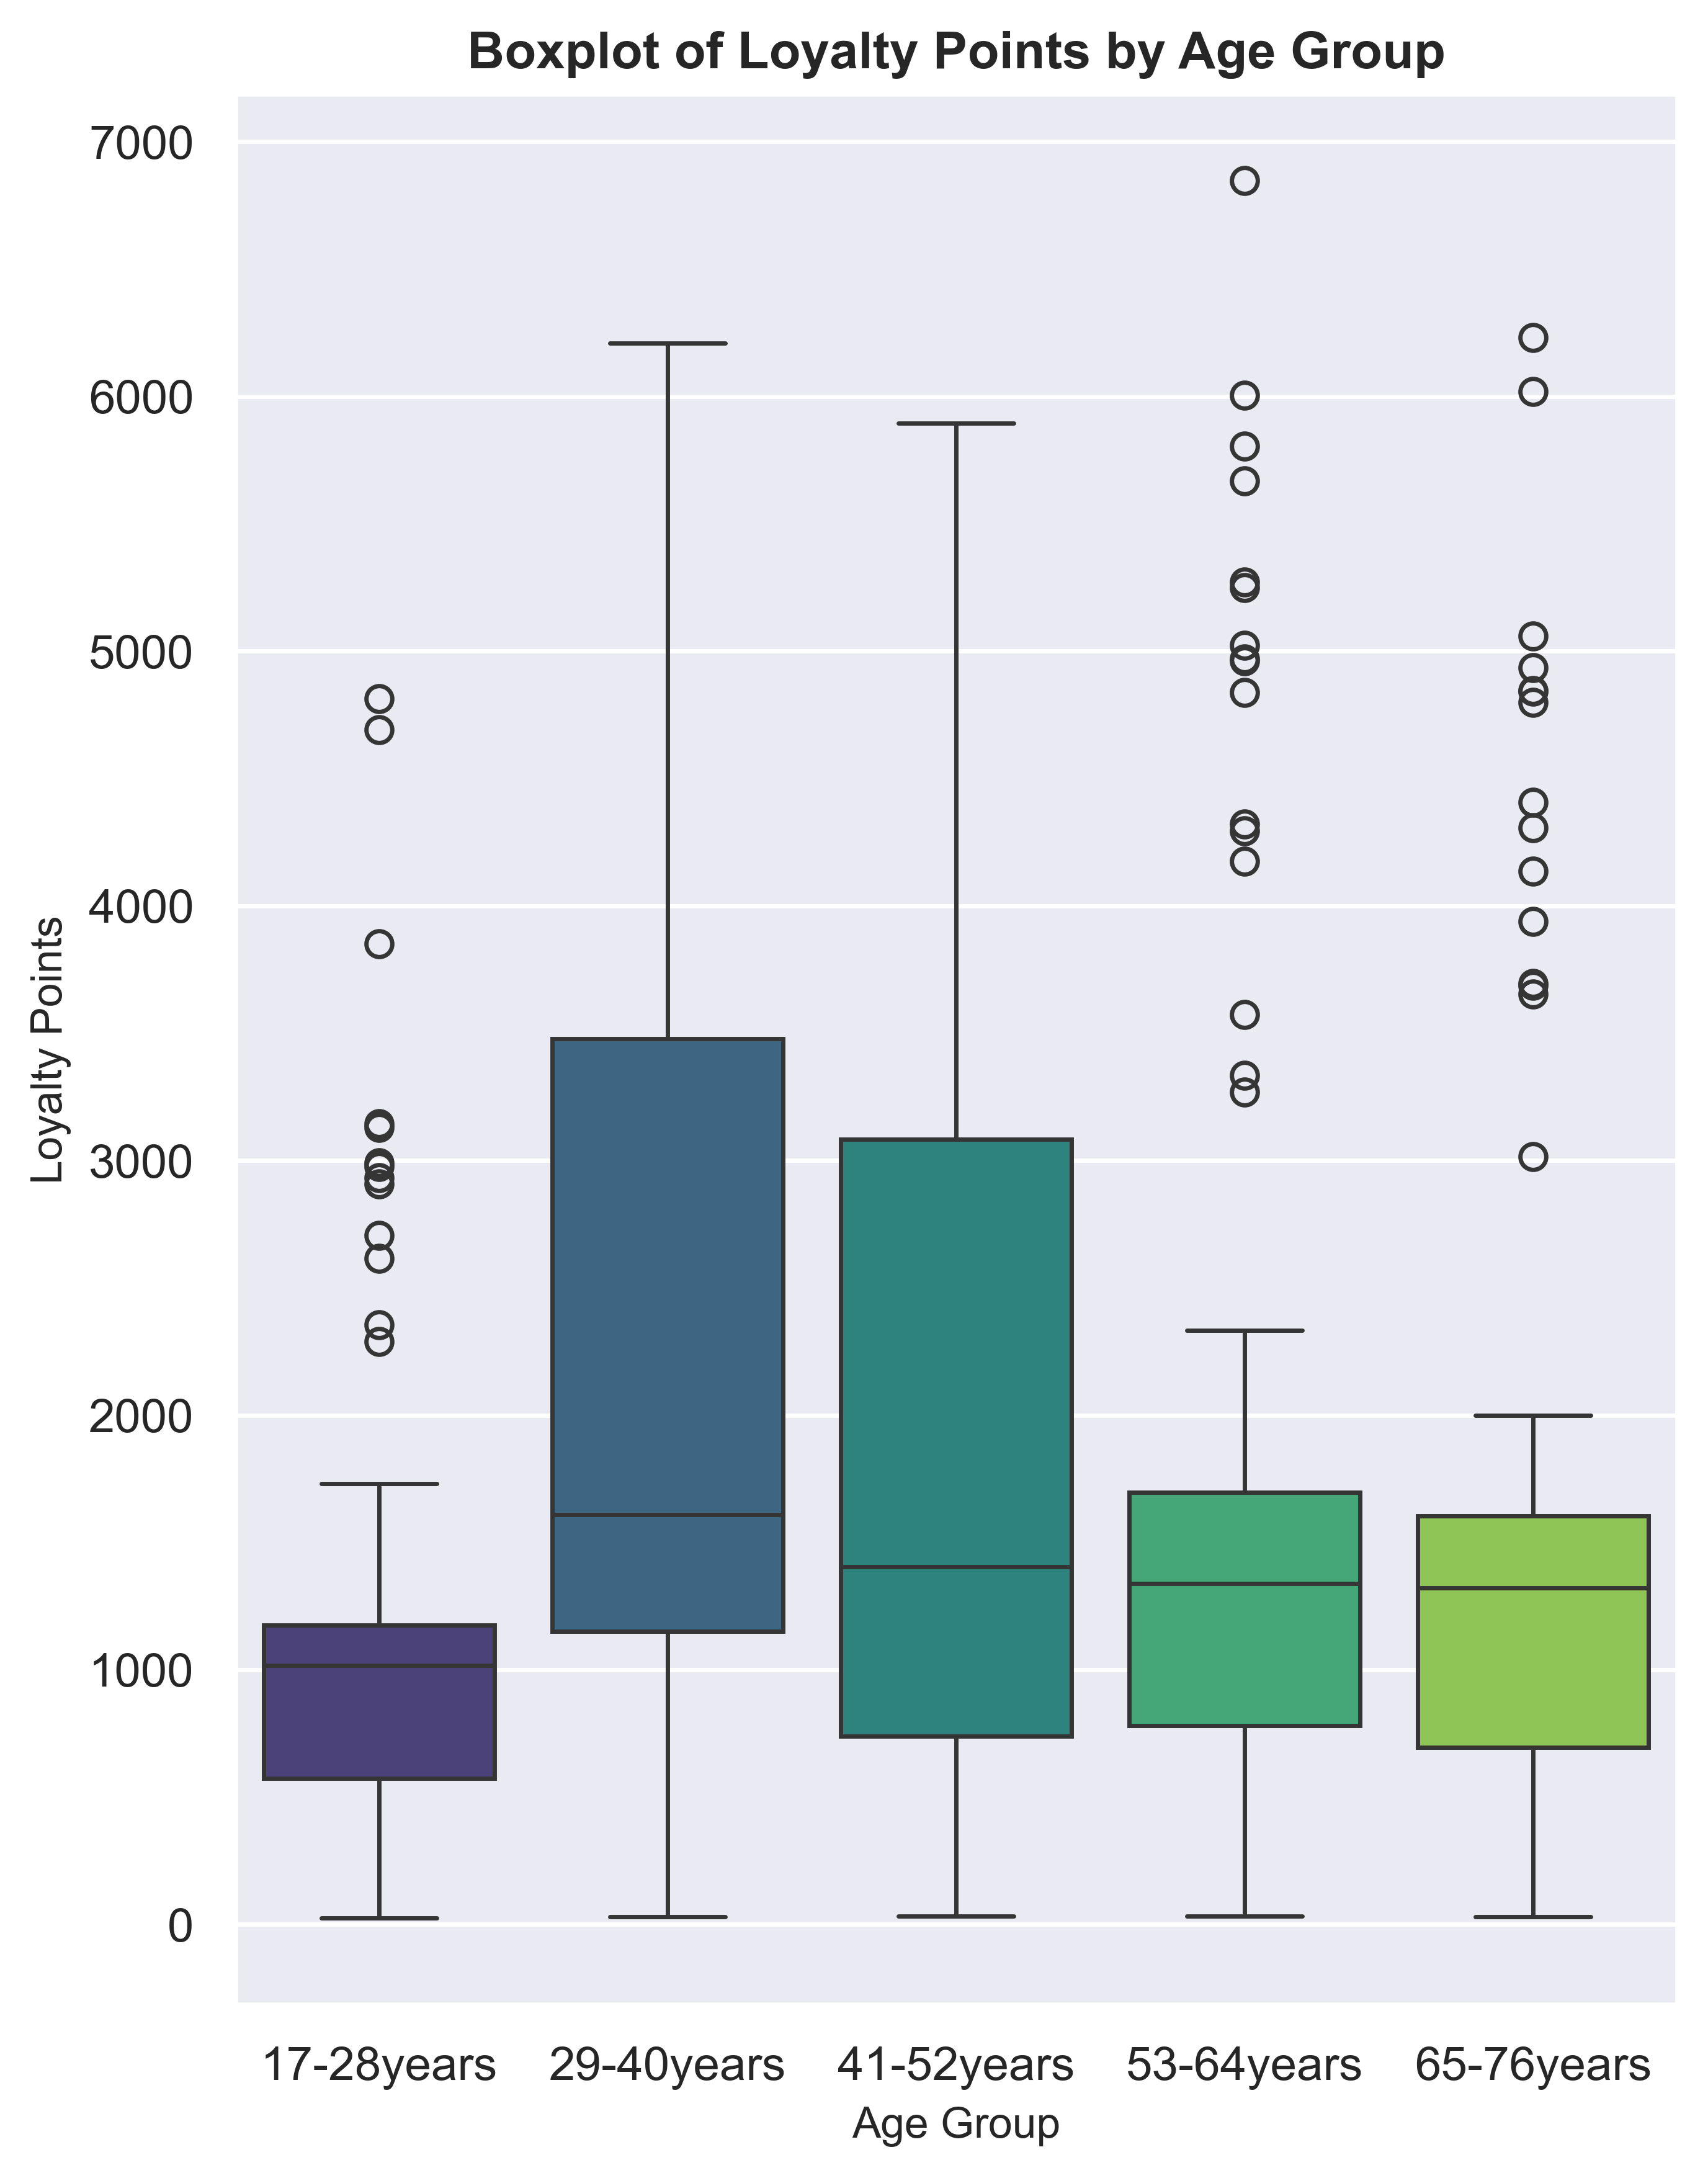 Boxplot of Loyalty Points by Age Group
7000
6000
5000
4000
3000
2000
1000
0
Loyalty Points
17-28years 29-40years 41-52years 53-64years 65-76years
Age Group